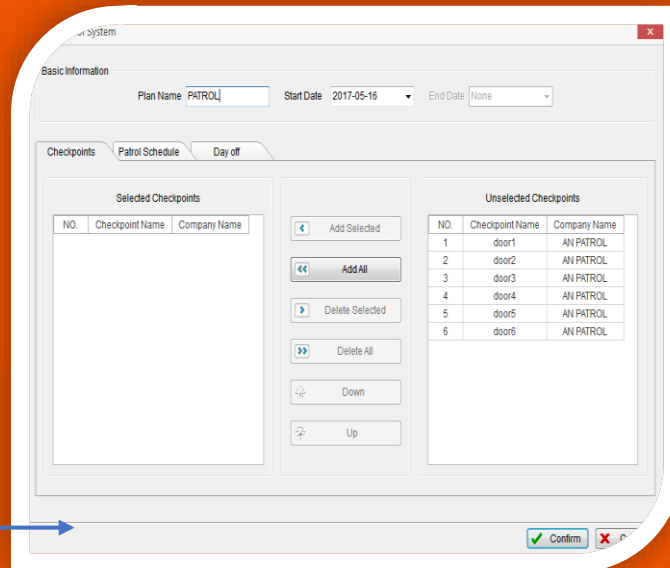 System
Basic Information
Plan Name PATROL Start Date 2017-05-16 End Date None
Checkpoints Patrol Schedule Day off
Selected Checkpoints
NO. Checkpoint Name Company Name
Add Selected
Add All
Delete Selected
Delete All
Down
Up
Unselected Checkpoints
NO. Checkpoint Name Company Name
1 door1 AN PATROL
2 door2 AN PATROL
3 door3 AN PATROL
4 door4 AN PATROL
5 door5 AN PATROL
6 door6 AN PATROL
Confirm